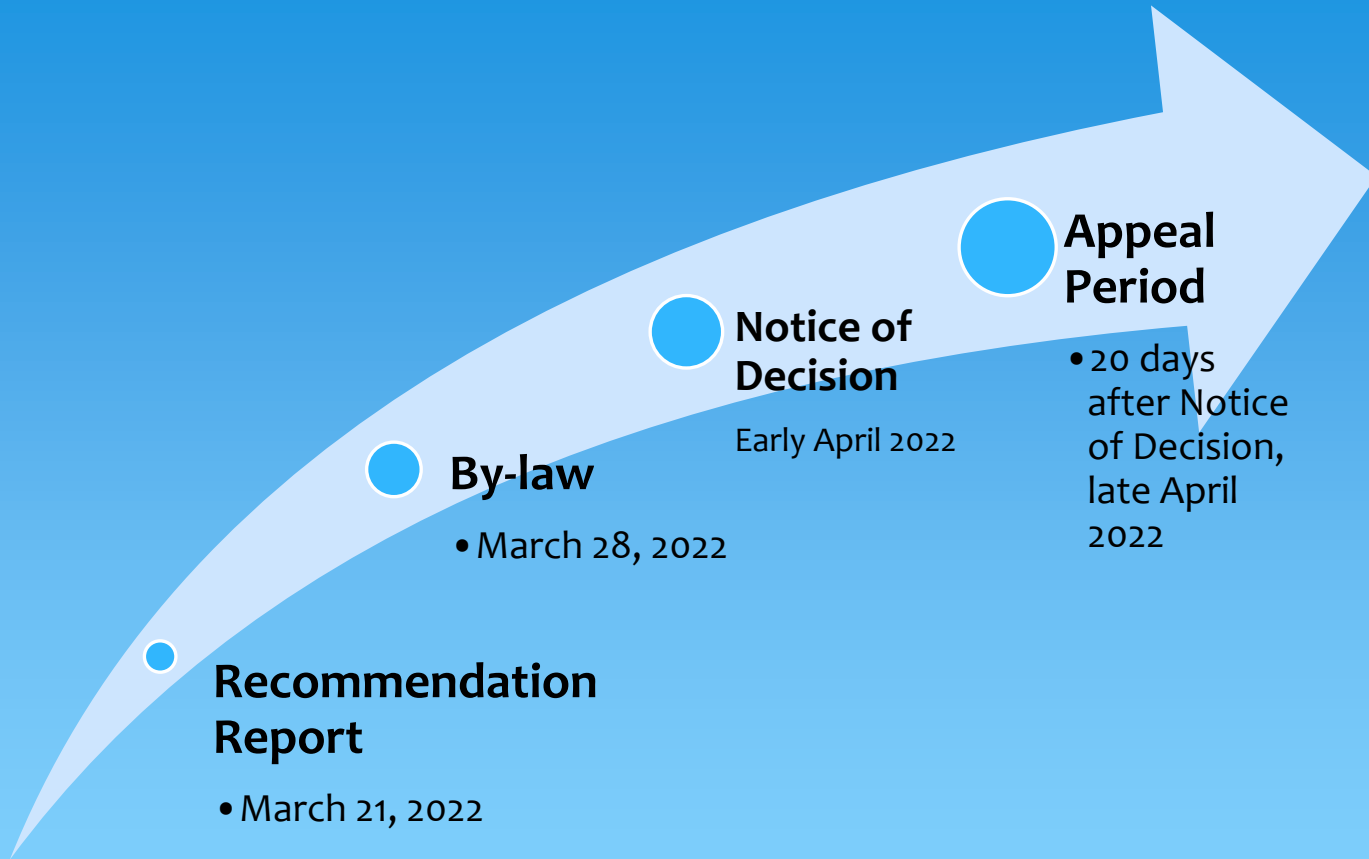 Appeal
Period
• 20 days
after Notice
of Decision,
late April
2022
Notice of
Decision
Early April 2022
By-law
• March 28, 2022
Recommendation
Report
• March 21, 2022